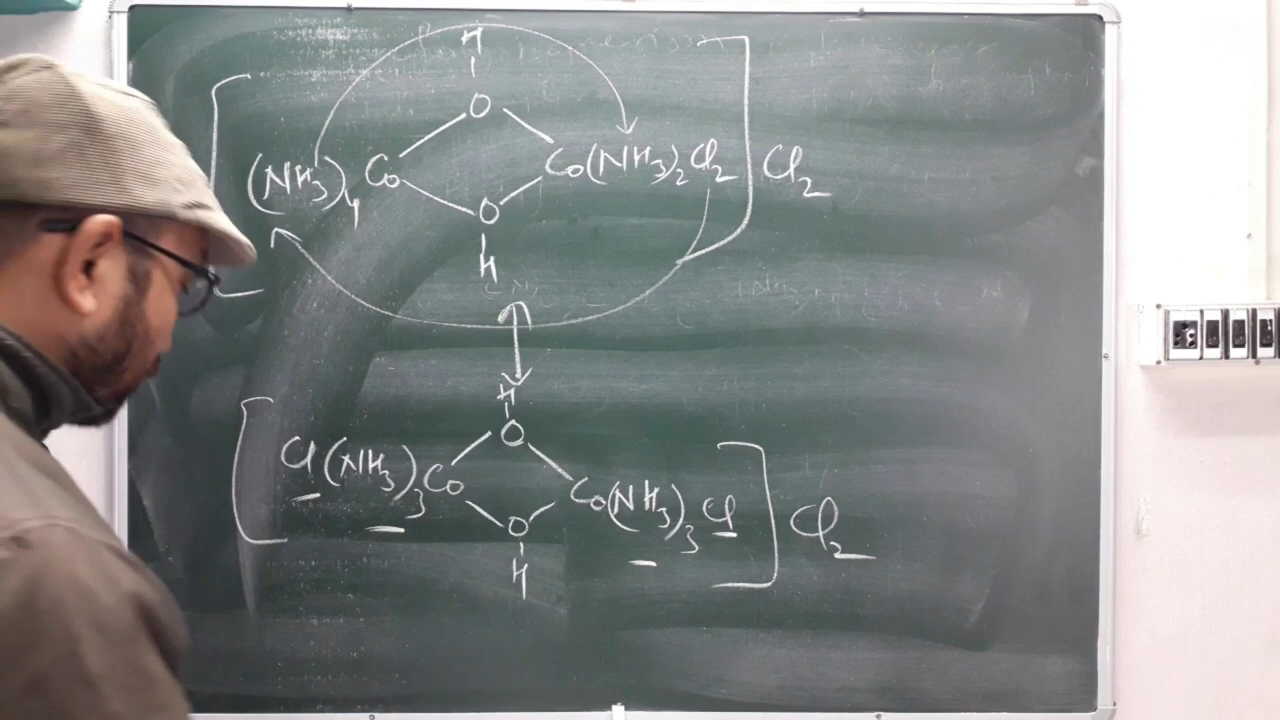 H
O
[(NH3)4 Co Co(NH3)2 Cl2] Cl2
O
H
H
O
[Cl(NH3)3 Co Co(NH3)3 Cl] Cl2
O
H